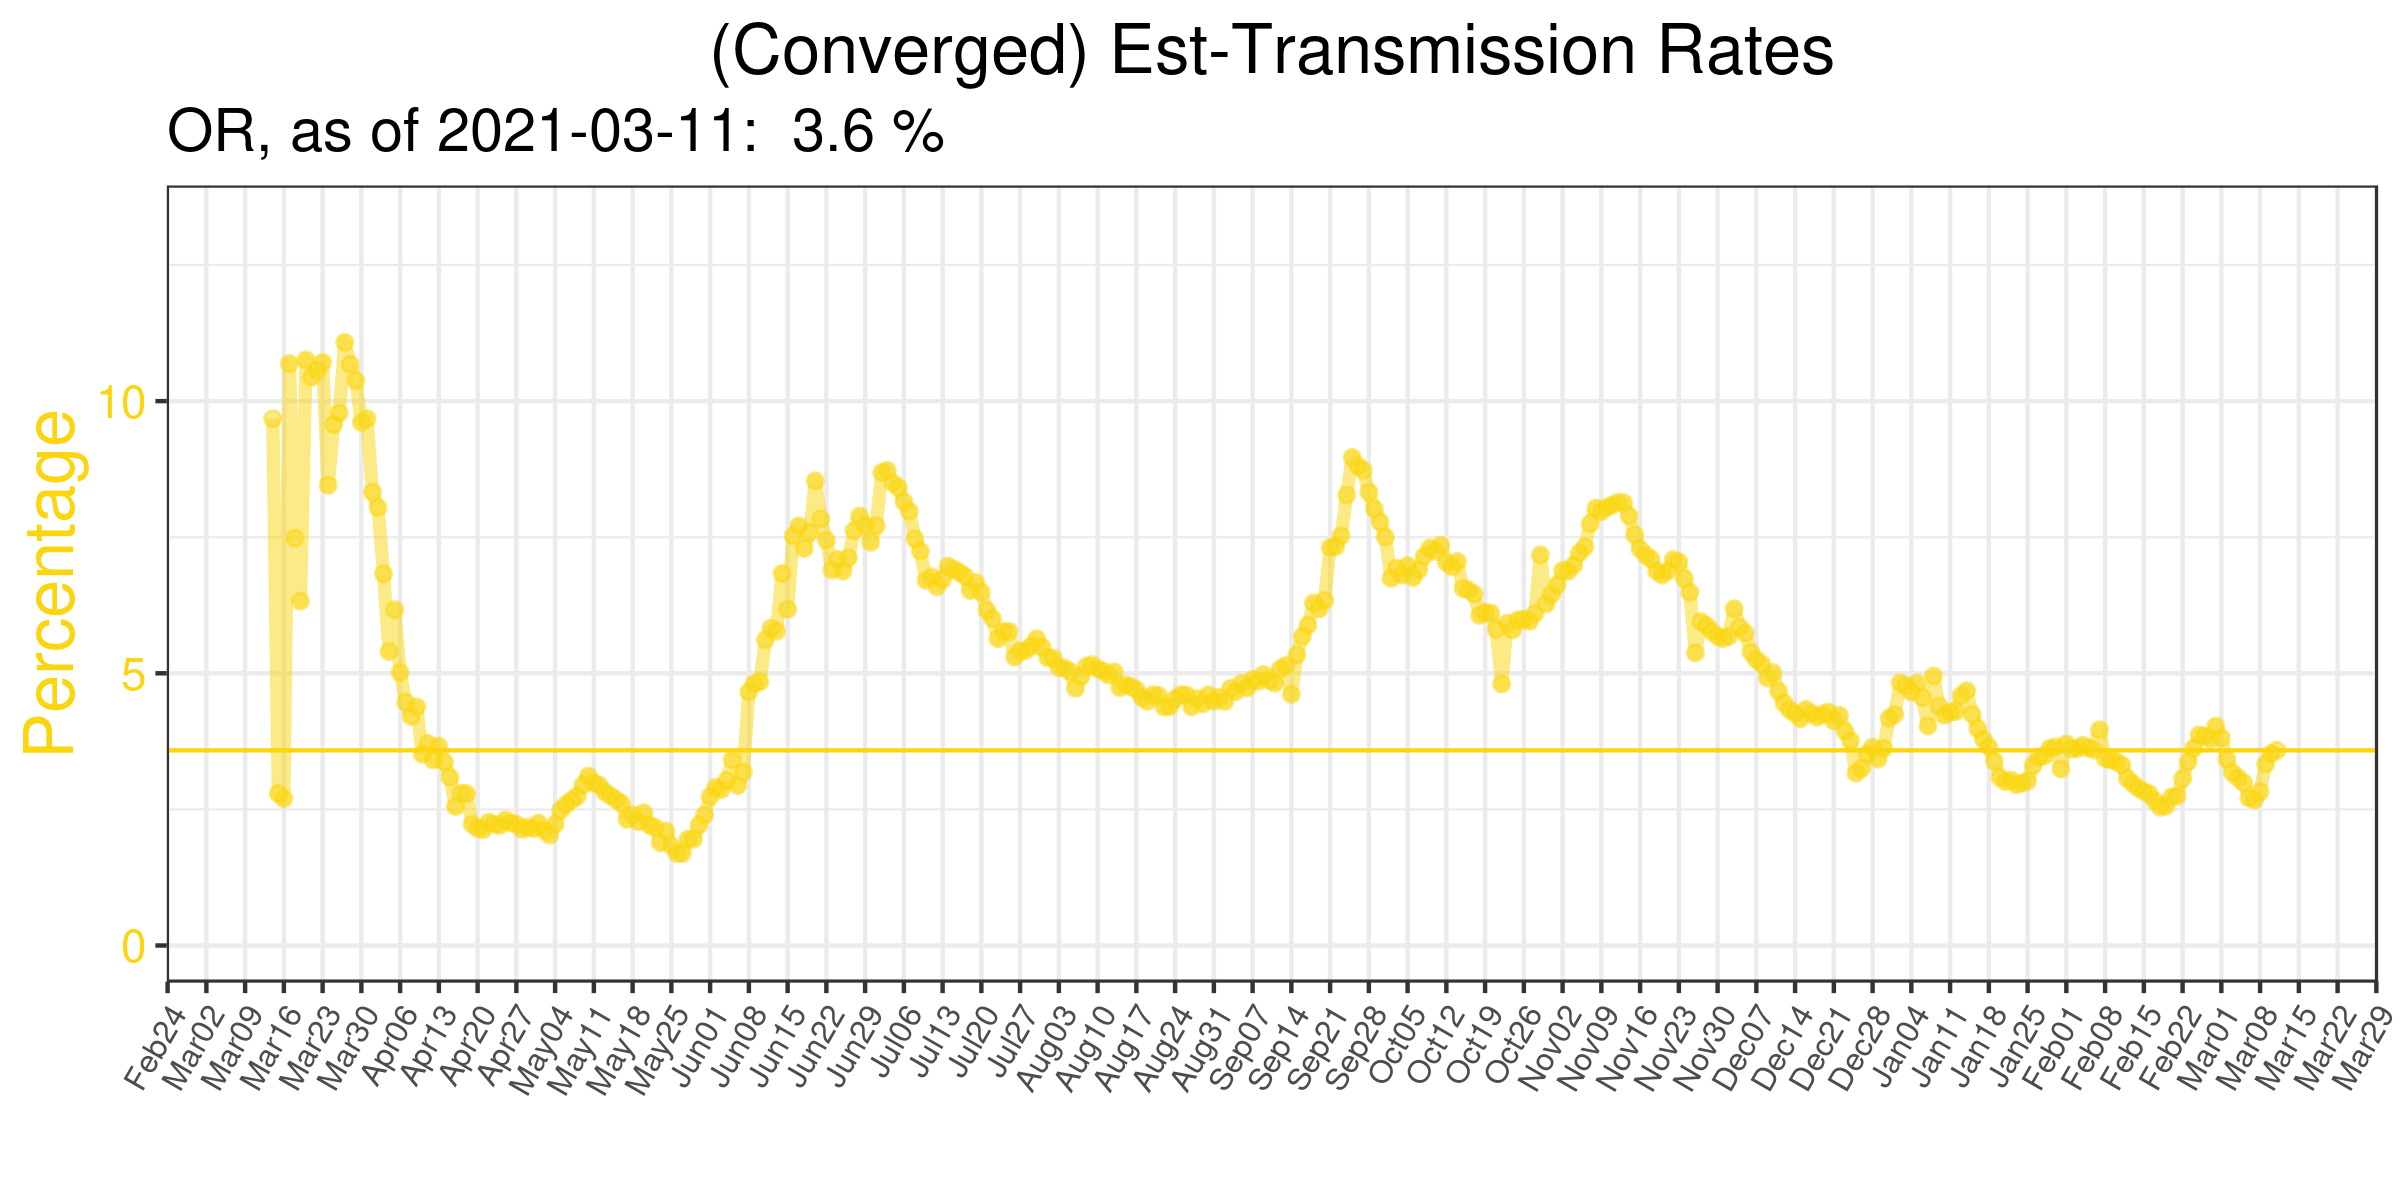 (Converged) Est-Transmission Rates
OR, as of 2021-03-11:  3.6 %
Percentage
10
5
0
Feb24
Mar02
Mar09
Mar16
Mar23
Mar30
Apr06
Apr13
Apr20
Apr27
May04
May11
May18
May25
Jun01
Jun08
Jun15
Jun22
Jun29
Jul06
Jul13
Jul20
Jul27
Aug03
Aug10
Aug17
Aug24
Aug31
Sep07
Sep14
Sep21
Sep28
Oct05
Oct12
Oct19
Oct26
Nov02
Nov09
Nov16
Nov23
Nov30
Dec07
Dec14
Dec21
Dec28
Jan04
Jan11
Jan18
Jan25
Feb01
Feb08
Feb15
Feb22
Mar01
Mar08
Mar15
Mar22
Mar29